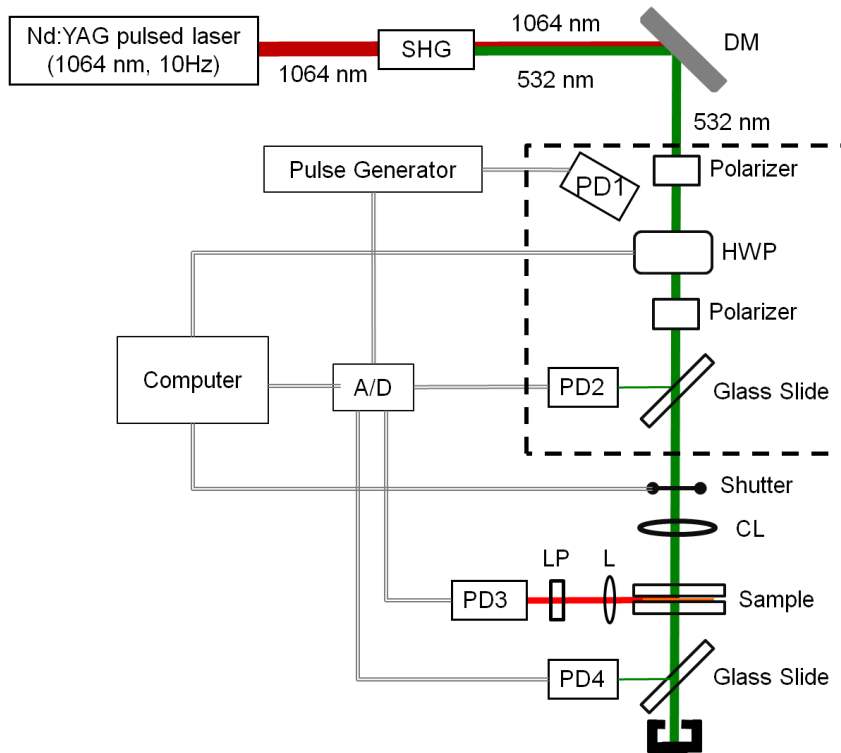 Nd:YAG pulsed laser
(1064 nm, 10Hz)
1064 nm
SHG
1064 nm
532 nm
DM
532 nm
Pulse Generator
PD1
Polarizer
HWP
Polarizer
Computer
A/D
PD2
Glass Slide
Shutter
CL
LP
L
PD3
Sample
PD4
Glass Slide